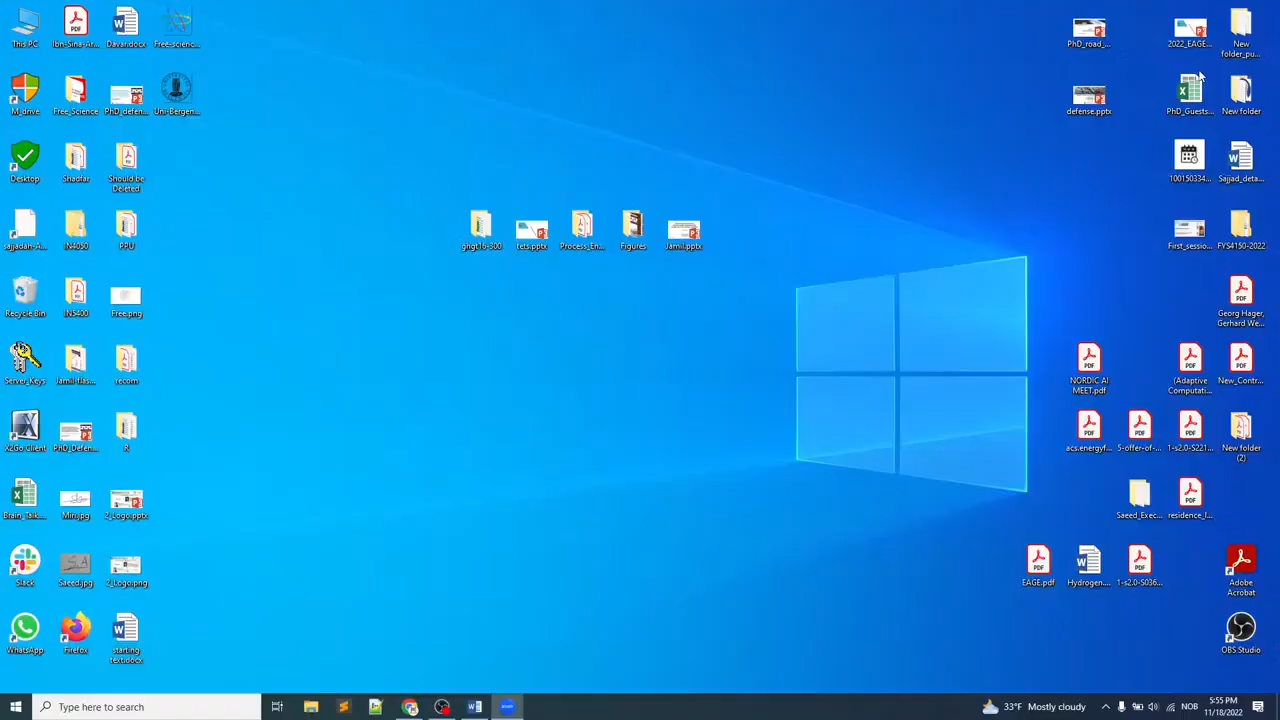 This PC
Ibn-Sina-Ar...
Davar.docx
Free-scienc...
M_drive
Free_Science
PhD_defen...
Uni-Bergen...
Desktop
Shadfar
Should be
Deleted
sajjadah-A...
IN4050
PPU
Recycle Bin
IN5400
Free.png
Server_Keys
Jamil_flas...
recom
X2Go Client
PhD_Defen...
R
Brain_Talk...
Mini.jpg
2_Logo.pptx
Slack
Saeed.jpg
2_Logo.png
WhatsApp
Firefox
starting
text.docx
ghgt16-300
tets.pptx
Process_En...
Figures
Jamil.pptx
PhD_road_...
2022_EAGE...
New
folder_pu...
defense.pptx
PhD_Guests...
New folder
100150334...
Sajjad_deta...
First_sessio...
FYS4150-2022
Georg Hager,
Gerhard We...
NORDIC AI
MEET.pdf
(Adaptive
Computati...
New_Contr...
acs.energyf...
5-offer-of-...
1-s2.0-S221...
New folder
(2)
Saeed_Exec...
residence_l...
EAGE.pdf
Hydrogen....
1-s2.0-S036...
Adobe
Acrobat
OBS Studio
Type here to search
33°F Mostly cloudy
NOB
5:55 PM
11/18/2022